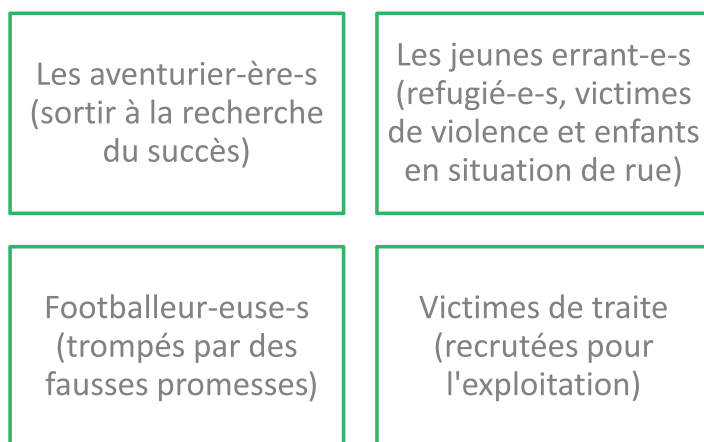 Les aventurier-ère-s
(sortir à la recherche
du succès)
Les jeunes errant-e-s
(refugié-e-s, victimes
de violence et enfants
en situation de rue)
Footballeur-euse-s
(trompés par des
fausses promesses)
Victimes de traite
(recrutées pour
l'exploitation)